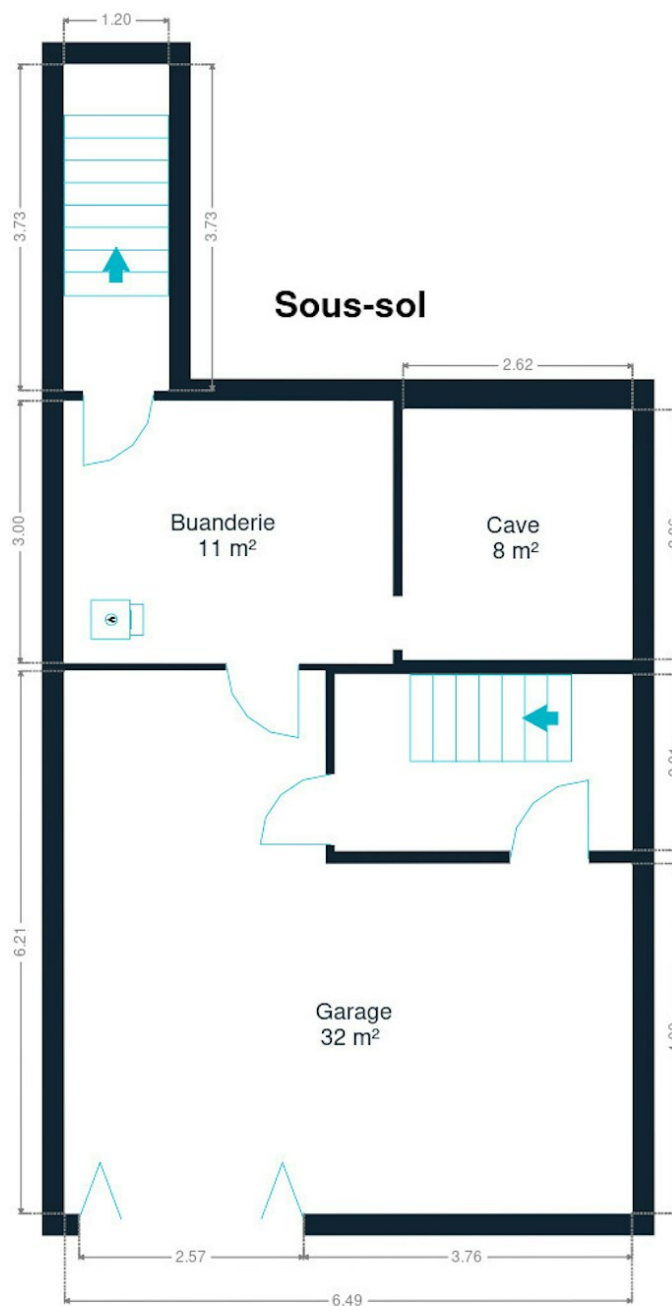 1.20
3.73
3.73
Sous-sol
2.62
3.00
Buanderie
11 m²
Cave
8 m²
6.21
Garage
32 m²
2.57
3.76
6.49